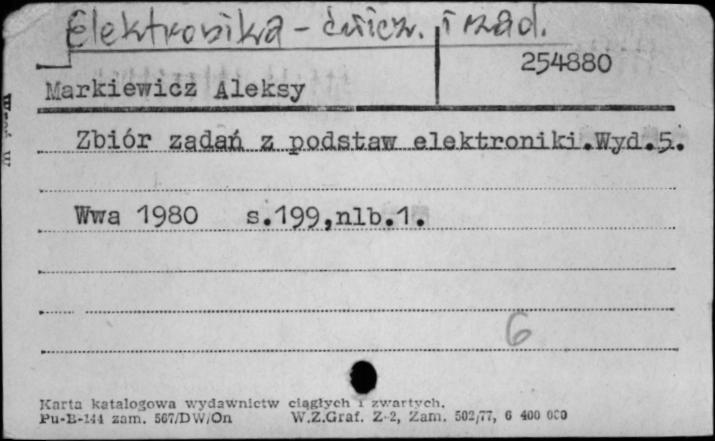 Elektronika - ćwicz. i zad.
254880
Markiewicz Aleksy
Zbiór zadań z podstaw elektroniki.Wyd.5.
Wwa 1980 s.199,nlb.1.
6
Karta katalogowa wydawnictw ciągłych i zwartych.
Pu-B-144 zam. 567/DW/On W.Z.Graf. Z-2, Zam. 502/77, 6 400 000